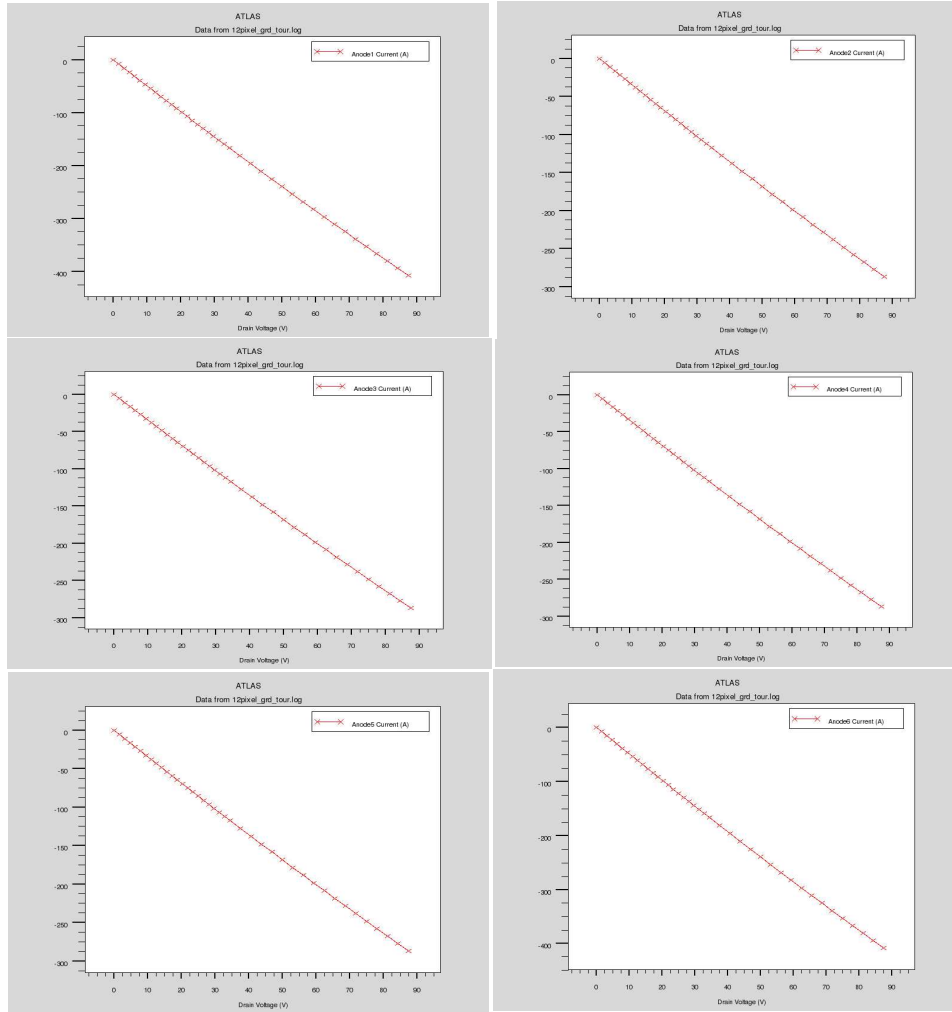 ATLAS
Data from 12pixel_grd_tour.log
Anode1 Current (A)
0
-100
-200
-300
-400
0 10 20 30 40 50 60 70 80 90
Drain Voltage (V)
ATLAS
Data from 12pixel_grd_tour.log
Anode2 Current (A)
0
-50
-100
-150
-200
-250
-300
0 10 20 30 40 50 60 70 80 90
Drain Voltage (V)
ATLAS
Data from 12pixel_grd_tour.log
Anode3 Current (A)
0
-50
-100
-150
-200
-250
-300
0 10 20 30 40 50 60 70 80 90
Drain Voltage (V)
ATLAS
Data from 12pixel_grd_tour.log
Anode4 Current (A)
0
-50
-100
-150
-200
-250
-300
0 10 20 30 40 50 60 70 80 90
Drain Voltage (V)
ATLAS
Data from 12pixel_grd_tour.log
Anode5 Current (A)
0
-50
-100
-150
-200
-250
-300
0 10 20 30 40 50 60 70 80 90
Drain Voltage (V)
ATLAS
Data from 12pixel_grd_tour.log
Anode6 Current (A)
0
-100
-200
-300
-400
0 10 20 30 40 50 60 70 80 90
Drain Voltage (V)